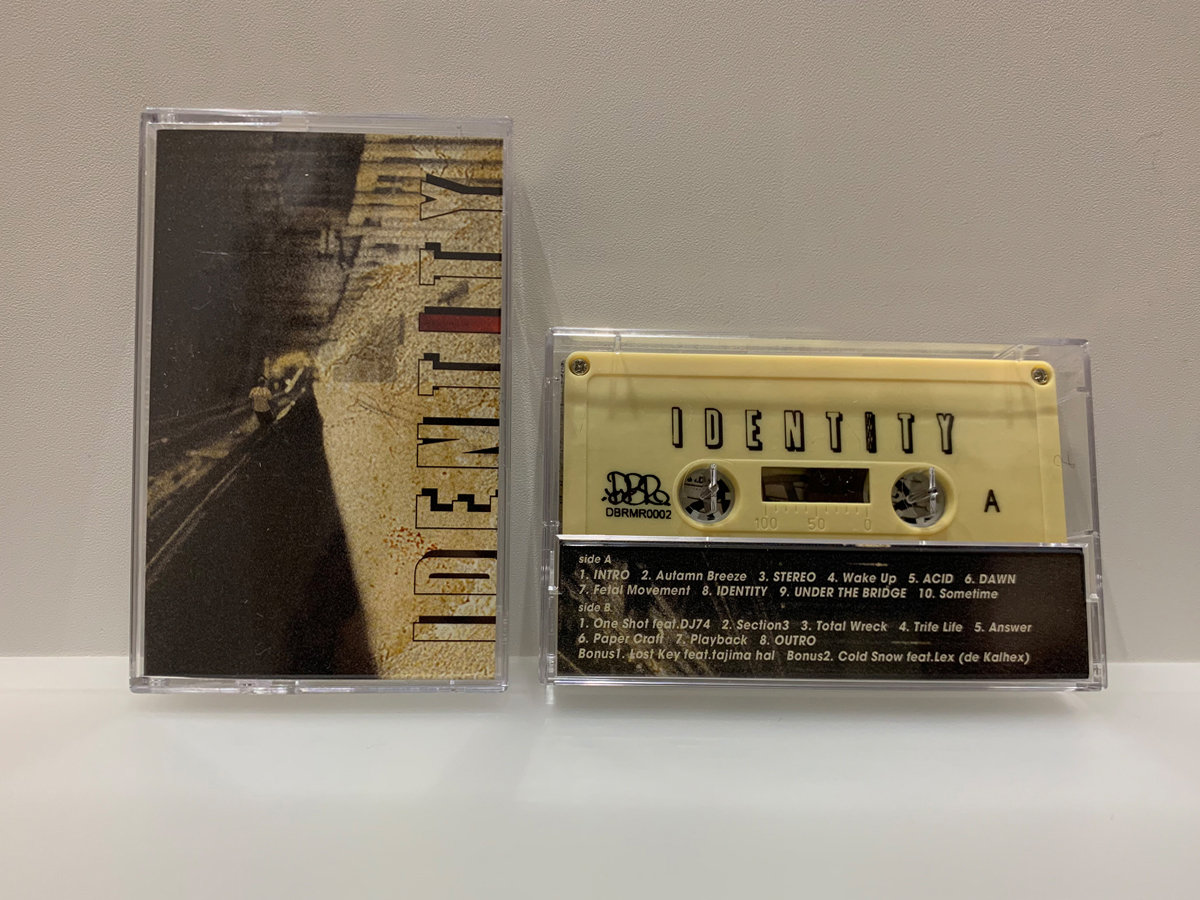 IDENTITY
IDENTITY
DBR
DBRMR0002
100 50 0
A
side A
1. INTRO 2. Autamn Breeze 3. STEREO 4. Wake Up 5. ACID 6. DAWN
7. Fetal Movement 8. IDENTITY 9. UNDER THE BRIDGE 10. Sometime
side B
1. One Shot feat.DJ74 2. Section3 3. Total Wreck 4. Trife Life 5. Answer
6. Paper Craft 7. Playback 8. OUTRO
Bonus1. Lost Key feat.tajima hal Bonus2. Cold Snow feat.Lex (de Kalhex)